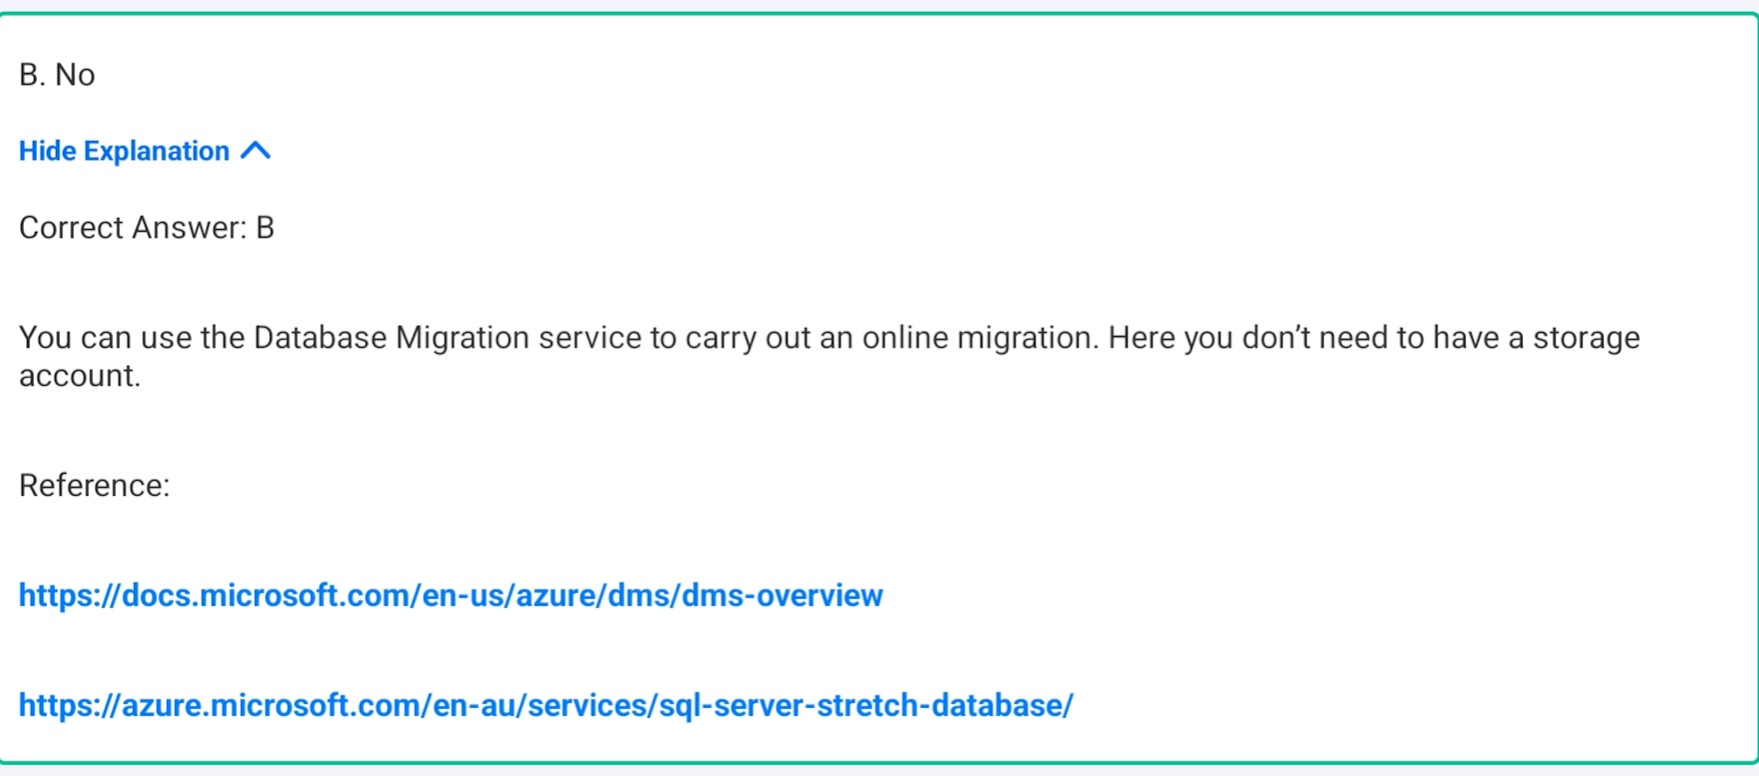 B. No
Hide Explanation
Correct Answer: B
You can use the Database Migration service to carry out an online migration. Here you don’t need to have a storage
account.
Reference:
https://docs.microsoft.com/en-us/azure/dms/dms-overview
https://azure.microsoft.com/en-au/services/sql-server-stretch-database/